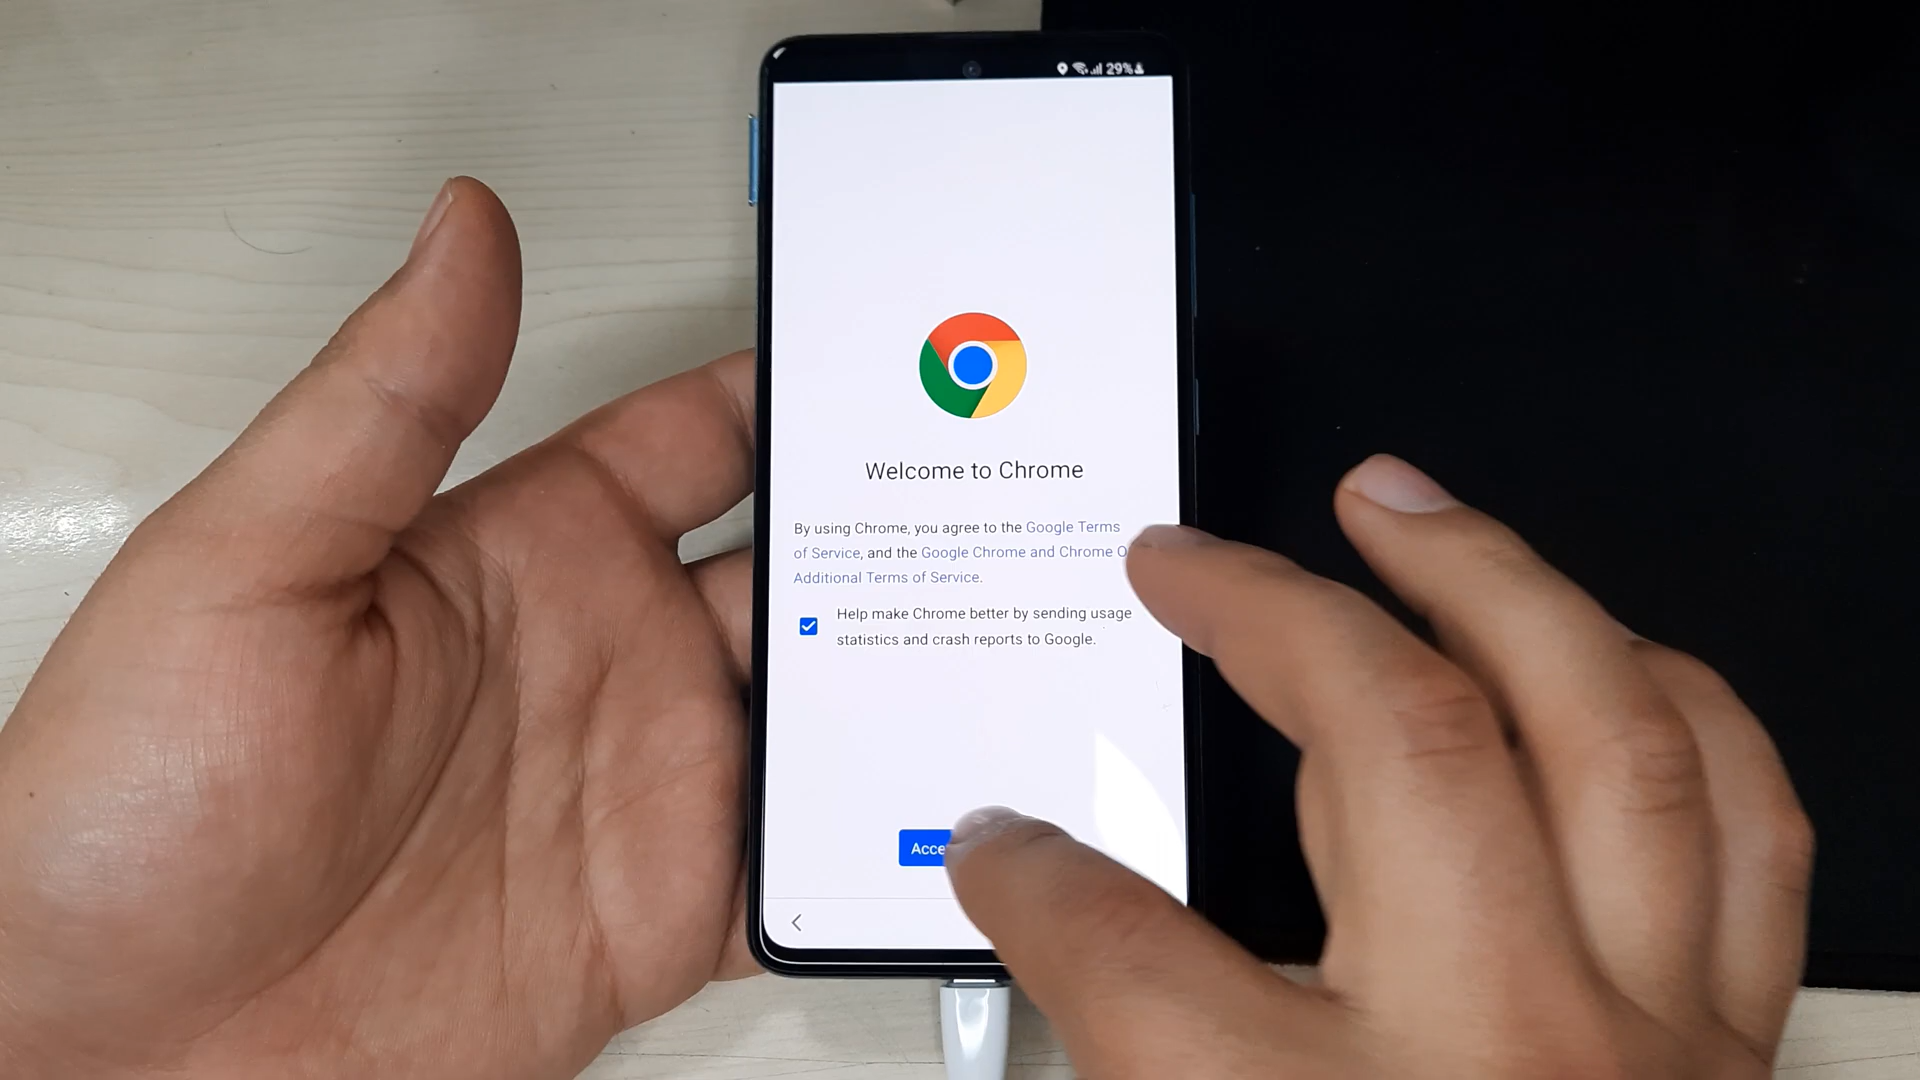 29%
Welcome to Chrome
By using Chrome, you agree to the Google Terms
of Service, and the Google Chrome and Chrome
Additional Terms of Service.
Help make Chrome better by sending usage
statistics and crash reports to Google.